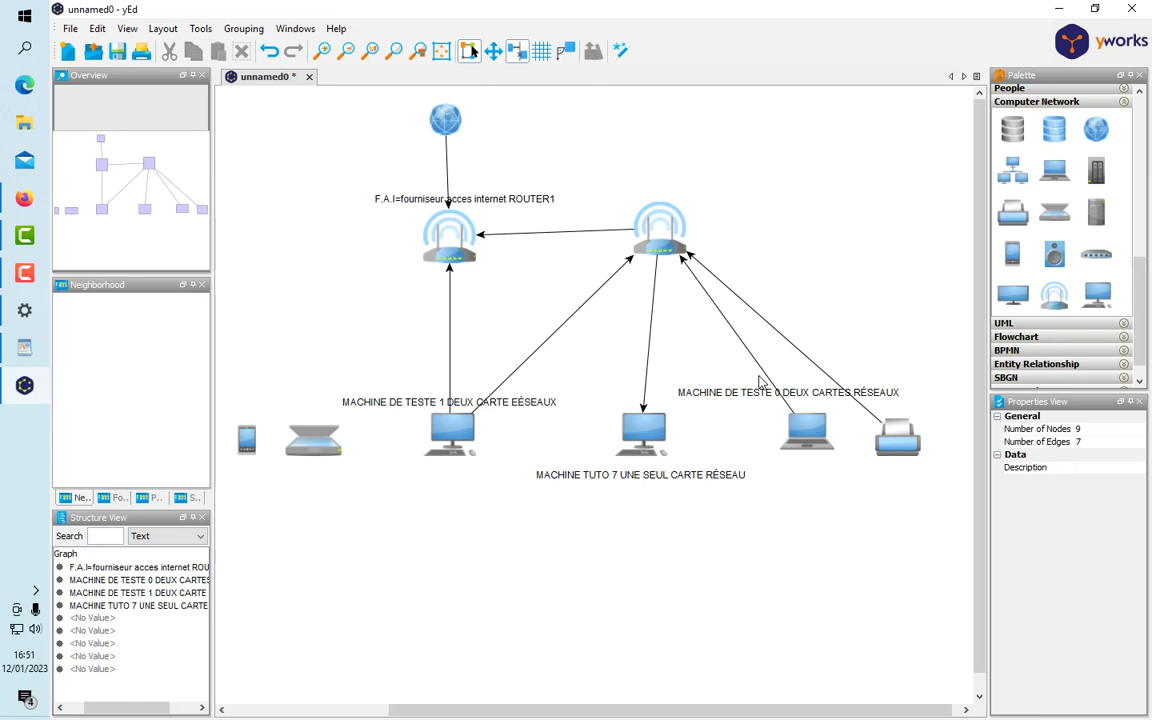 unnamed0 - yEd
File Edit View Layout Tools Grouping Windows Help
yworks
Overview
unnamed0 *
Palette
People
Computer Network
F.A.I=fourniseur acces internet ROUTER1
Neighborhood
UML
Flowchart
BPMN
Entity Relationship
SBGN
MACHINE DE TESTE 1 DEUX CARTE EÉSEAUX
MACHINE DE TESTE 0 DEUX CARTES RÉSEAUX
MACHINE TUTO 7 UNE SEUL CARTE RÉSEAU
Properties View
General
Number of Nodes 9
Number of Edges 7
Data
Description
Ne.. Fo.. P.. S..
Structure View
Search Text
Graph
F.A.I=fourniseur acces internet ROU
MACHINE DE TESTE 0 DEUX CARTES
MACHINE DE TESTE 1 DEUX CARTE
MACHINE TUTO 7 UNE SEUL CARTE
<No Value>
<No Value>
<No Value>
<No Value>
<No Value>
16:51
12/01/2023
4